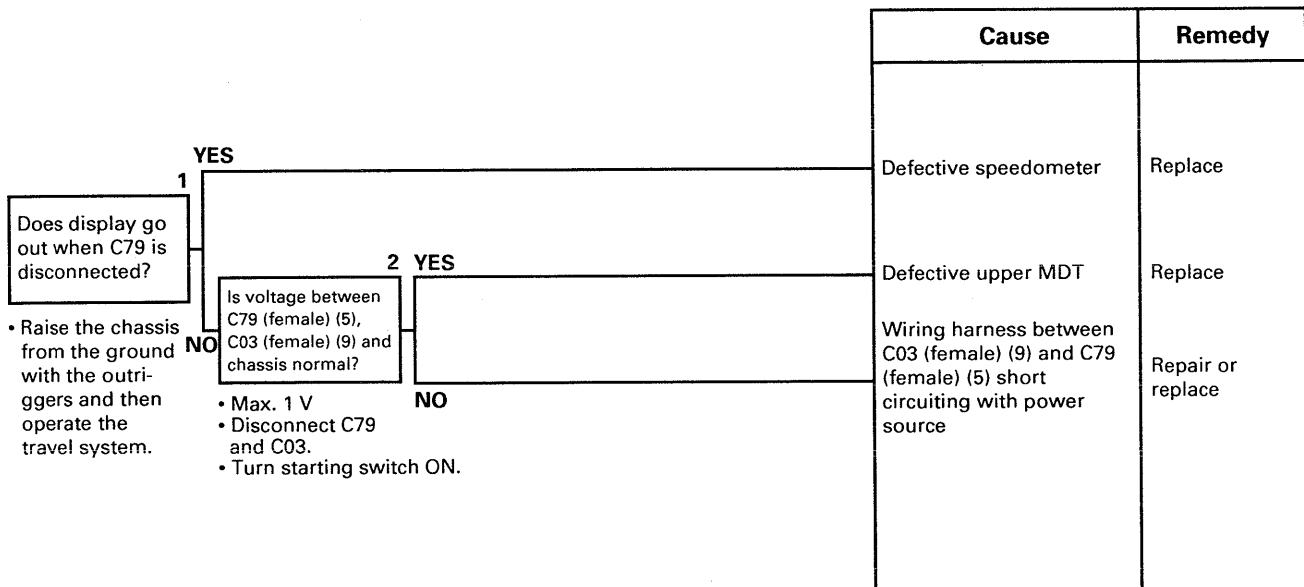 Cause
Remedy
YES
1
Defective speedometer
Replace
Does display go
out when C79 is
disconnected?
2
YES
Defective upper MDT
Replace
Is voltage between
C79 (female) (5),
C03 (female) (9) and
chassis normal?
• Raise the chassis
from the ground
with the outri-
ggers and then
operate the
travel system.
NO
Wiring harness between
C03 (female) (9) and C79
(female) (5) short
circuiting with power
source
Repair or
replace
NO
• Max. 1 V
• Disconnect C79
and C03.
• Turn starting switch ON.